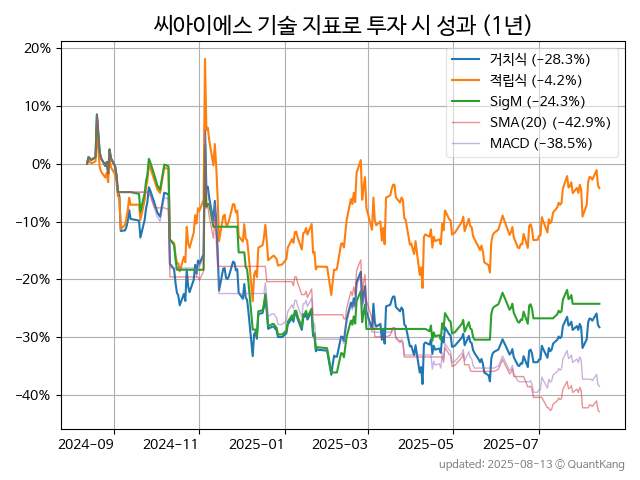 씨아이에스 기술 지표로 투자 시 성과 (1년)
20%
10%
0%
−10%
−20%
−30%
−40%
거치식 (−28.3%)
적립식 (−4.2%)
SigM (−24.3%)
SMA(20) (−42.9%)
MACD (−38.5%)
2024-09 2024-11 2025-01 2025-03 2025-05 2025-07
updated: 2025-08-13 ⓒ QuantKang